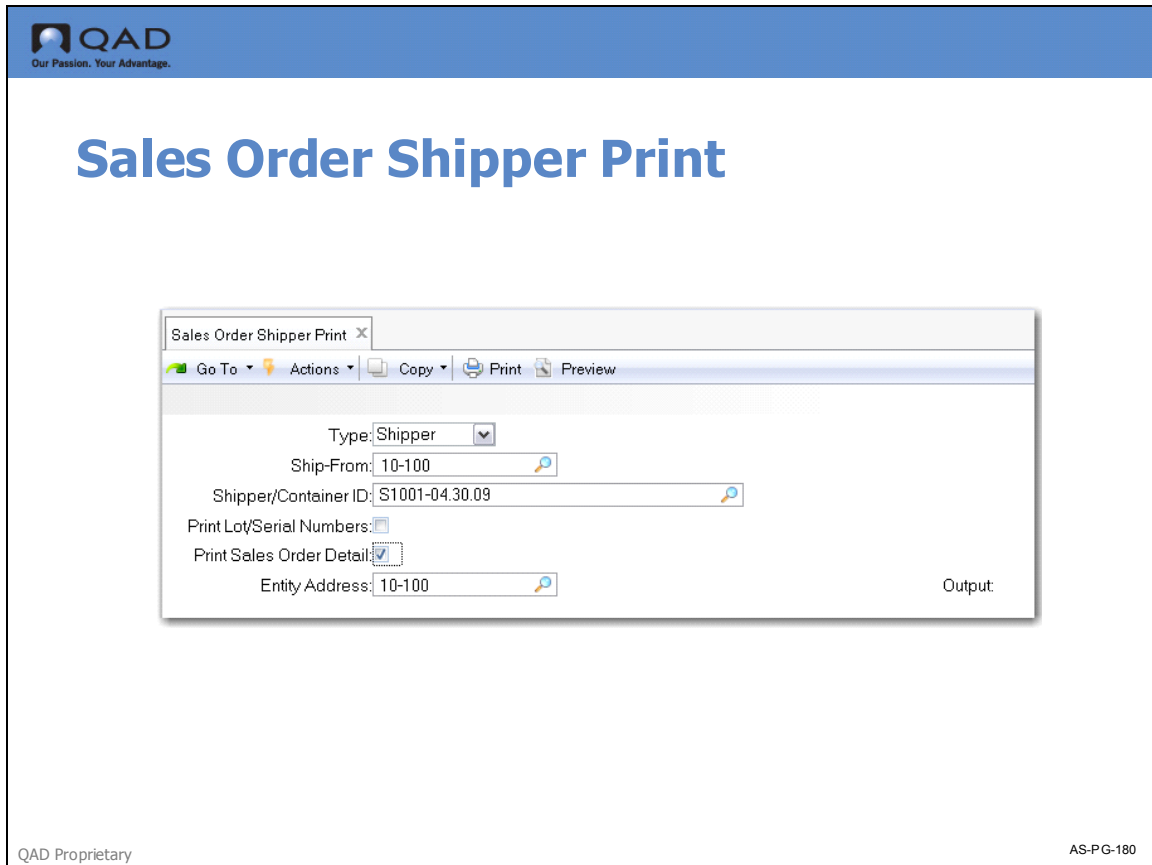 QAD
Our Passion. Your Advantage.
Sales Order Shipper Print
Sales Order Shipper Print
Go To Actions Copy Print Preview
Type: Shipper
Ship-From: 10-100
Shipper/Container ID: S1001-04.30.09
Print Lot/Serial Numbers:
Print Sales Order Detail:
Entity Address: 10-100 Output:
QAD Proprietary
AS-PG-180